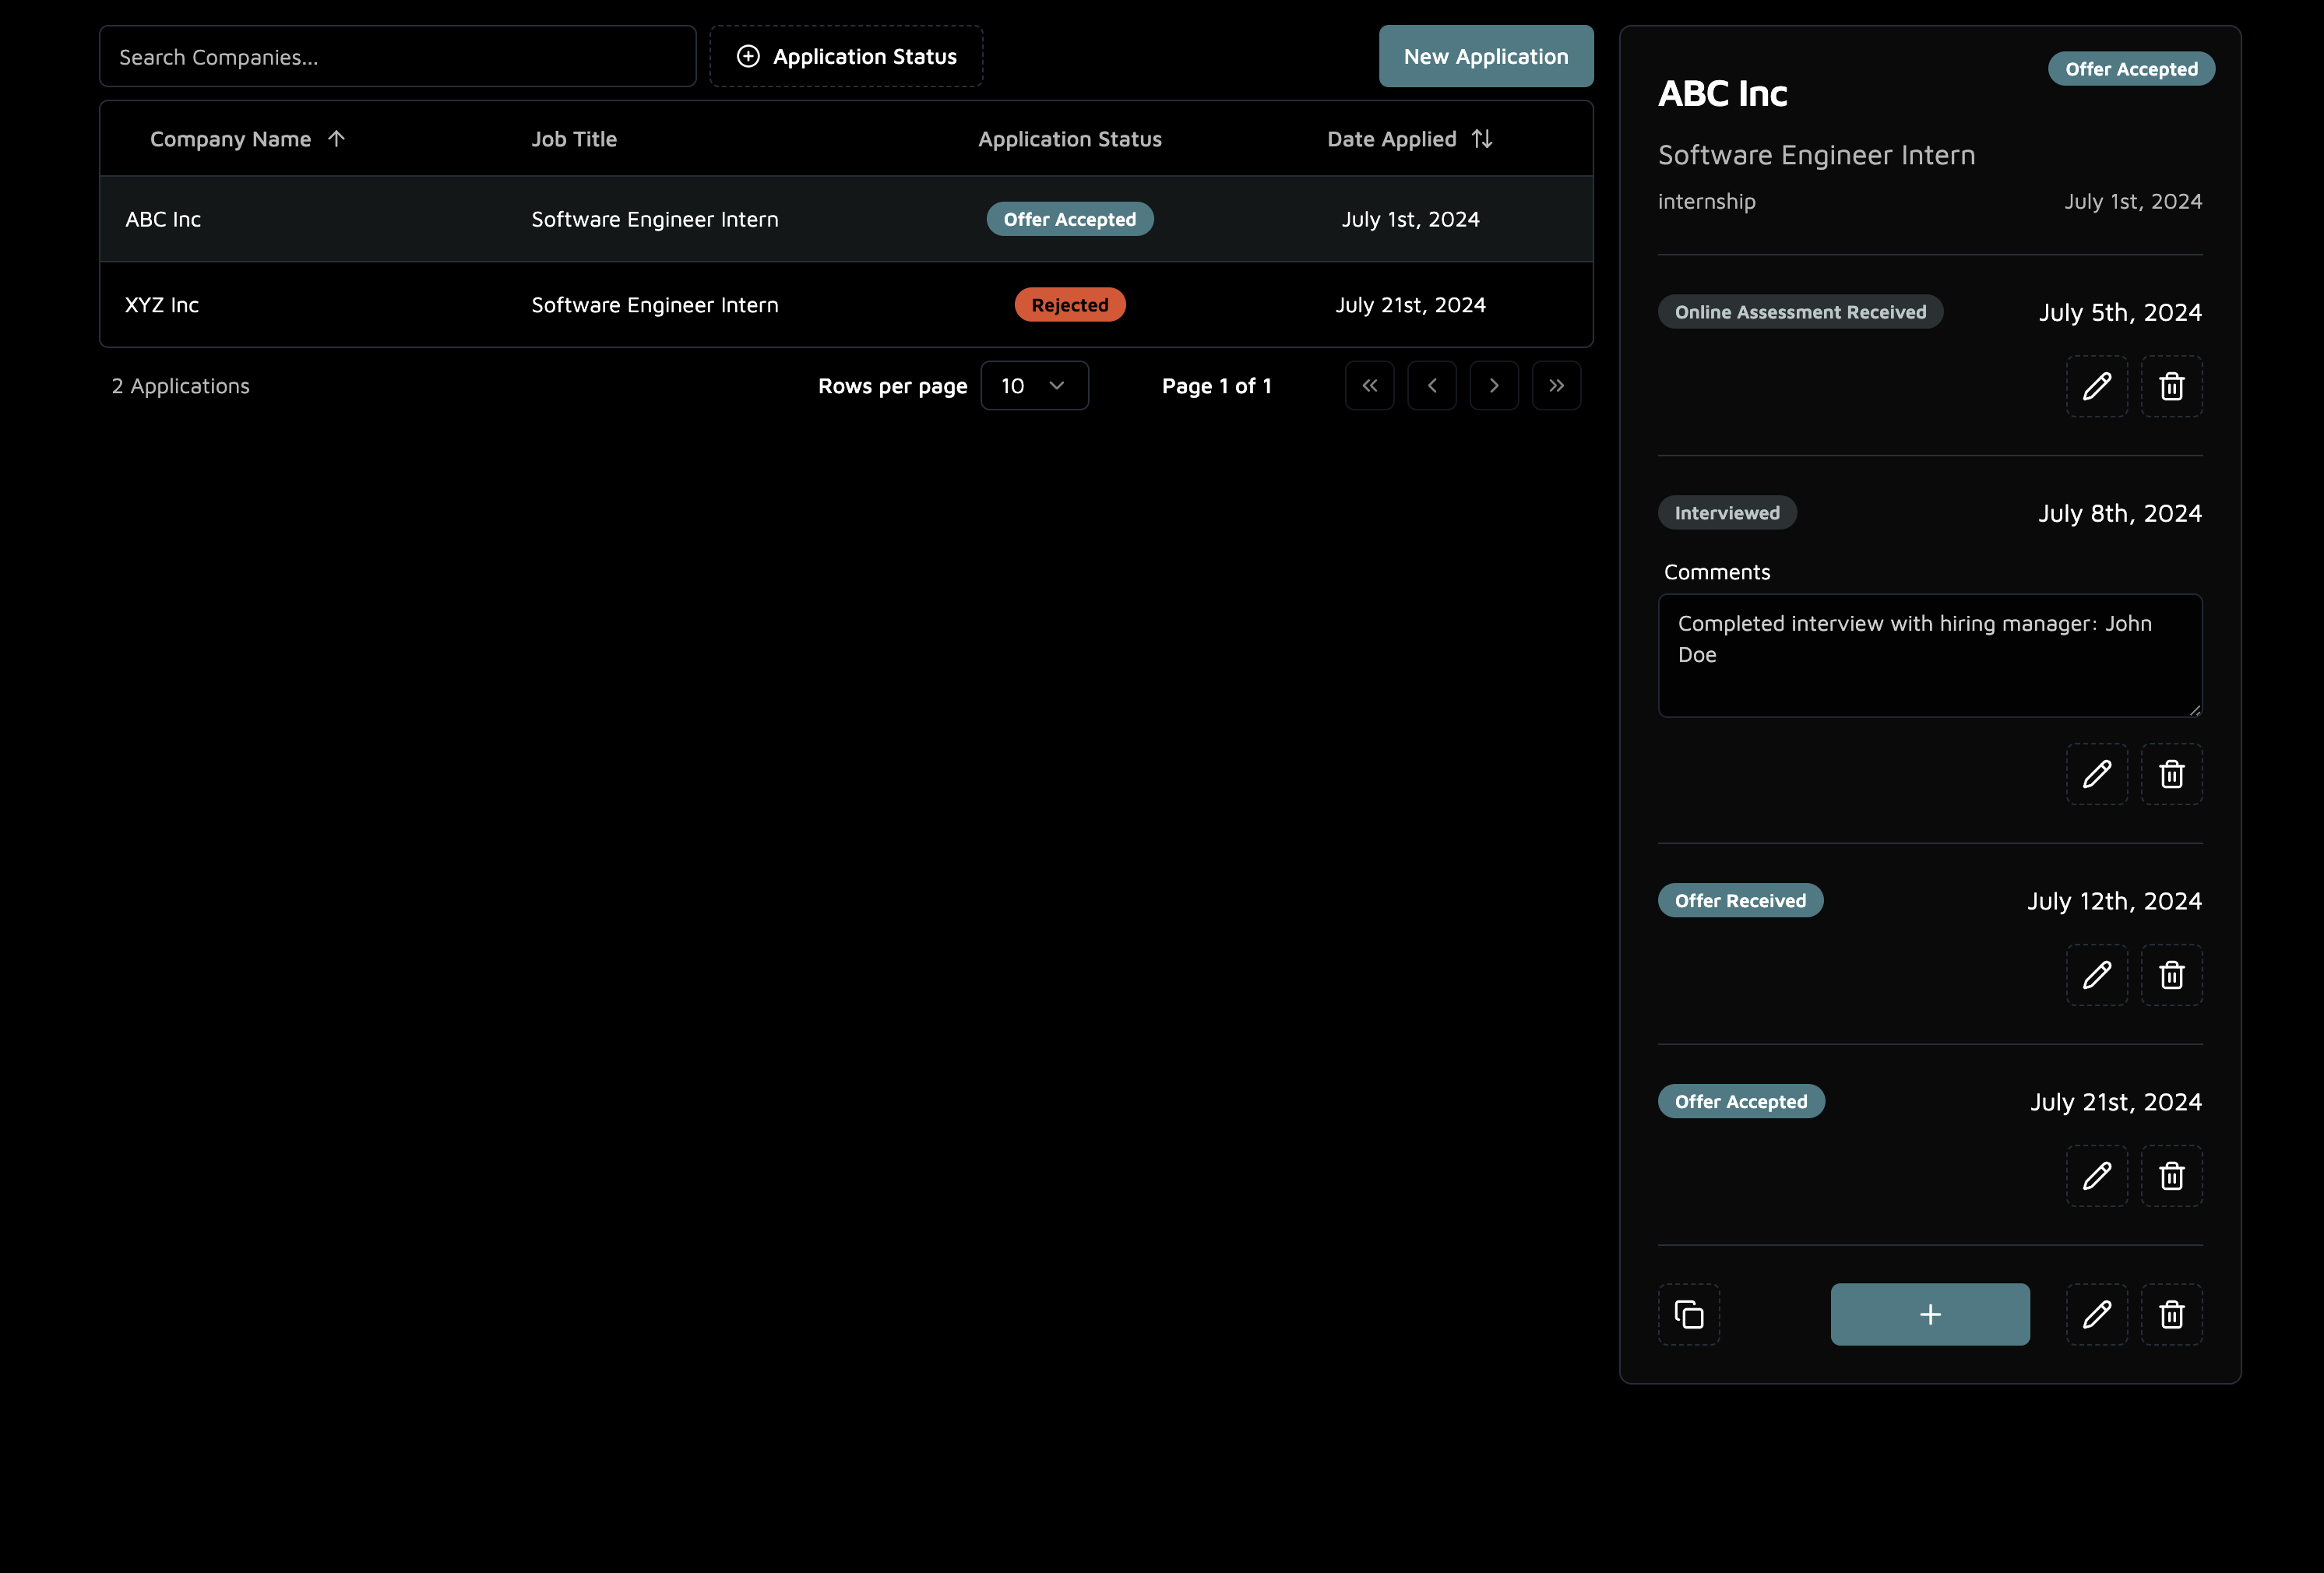 Search Companies...
Application Status
New Application
Company Name
Job Title
Application Status
Date Applied
ABC Inc
Software Engineer Intern
Offer Accepted
July 1st, 2024
XYZ Inc
Software Engineer Intern
Rejected
July 21st, 2024
2 Applications
Rows per page
10
Page 1 of 1
Offer Accepted
ABC Inc
Software Engineer Intern
internship
July 1st, 2024
Online Assessment Received
July 5th, 2024
Interviewed
July 8th, 2024
Comments
Completed interview with hiring manager: John
Doe
Offer Received
July 12th, 2024
Offer Accepted
July 21st, 2024